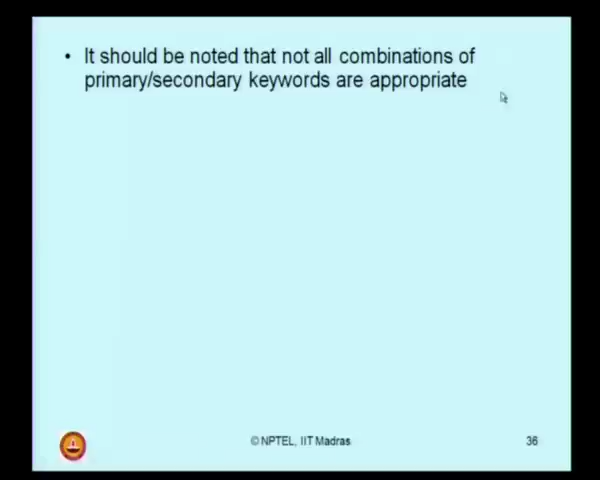 • It should be noted that not all combinations of
primary/secondary keywords are appropriate
© NPTEL, IIT Madras
36